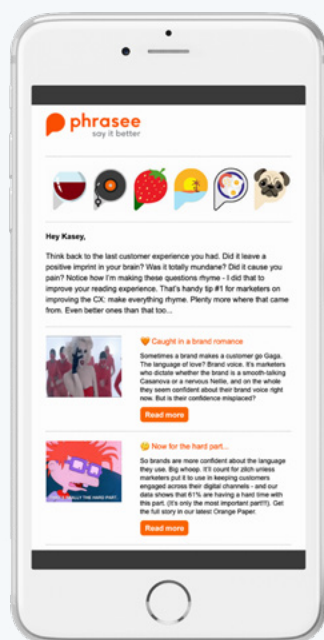 phrasee
say it better
Hey Kasey,
Think back to the last customer experience you had. Did it leave a
positive imprint in your brain? Was it totally mundane? Did it cause you
pain? Notice how I'm making these questions rhyme - I did that to
improve your reading experience. That's handy tip #1 for marketers on
improving the CX: make everything rhyme. Plenty more where that came
from. Even better ones than that too...
🧡 Caught in a brand romance
Sometimes a brand makes a customer go Gaga.
The language of love? Brand voice. It's marketers
who dictate whether the brand is a smooth-talking
Casanova or a nervous Nellie, and on the whole
they seem confident about their brand voice right
now. But is their confidence misplaced?
Read more
Now for the hard part...
So brands are more confident about the language
they use. Big whoop. It'll count for zilch unless
marketers put it to use in keeping customers
engaged across their digital channels - and our
data shows that 61% are having a hard time with
this part. (It's only the most important part!!!). Get
the full story in our latest Orange Paper.
Read more
REALLY THE HARD PART.